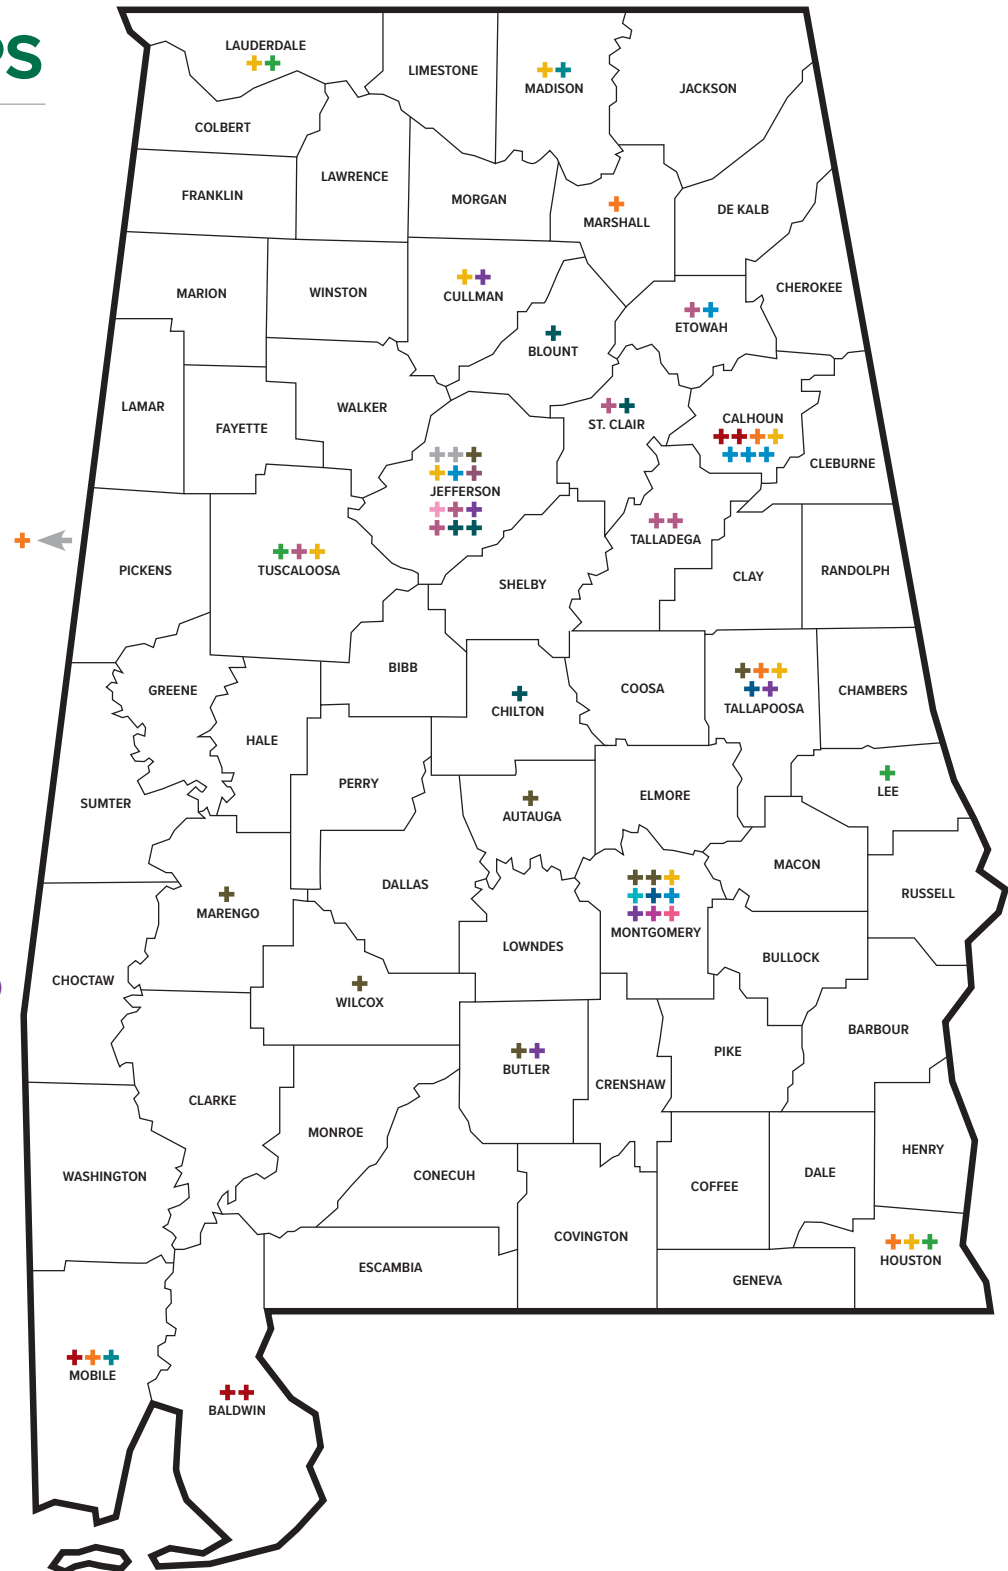 PS
LAUDERDALE
LIMESTONE
MADISON
JACKSON
COLBERT
LAWRENCE
FRANKLIN
MORGAN
MARSHALL
DE KALB
MARION
WINSTON
CULLMAN
CHEROKEE
ETOWAH
BLOUNT
LAMAR
WALKER
FAYETTE
ST. CLAIR
CALHOUN
CLEBURNE
JEFFERSON
TALLADEGA
PICKENS
TUSCALOOSA
SHELBY
CLAY
RANDOLPH
BIBB
GREENE
COOSA
CHAMBERS
TALLAPOOSA
CHILTON
HALE
PERRY
LEE
ELMORE
SUMTER
AUTAUGA
MACON
DALLAS
RUSSELL
MARENGO
MONTGOMERY
LOWNDES
BULLOCK
CHOCTAW
WILCOX
BARBOUR
PIKE
BUTLER
CRENSHAW
CLARKE
MONROE
HENRY
WASHINGTON
CONECUH
DALE
COFFEE
COVINGTON
HOUSTON
ESCAMBIA
GENEVA
MOBILE
BALDWIN